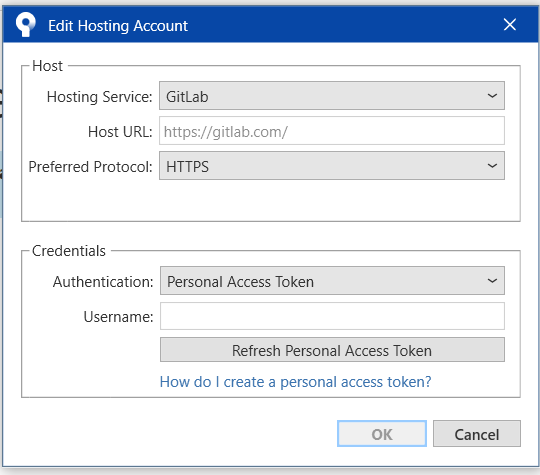 Edit Hosting Account
Host
Hosting Service: GitLab
Host URL: https://gitlab.com/
Preferred Protocol: HTTPS
Credentials
Authentication: Personal Access Token
Username:
Refresh Personal Access Token
How do I create a personal access token?
OK Cancel